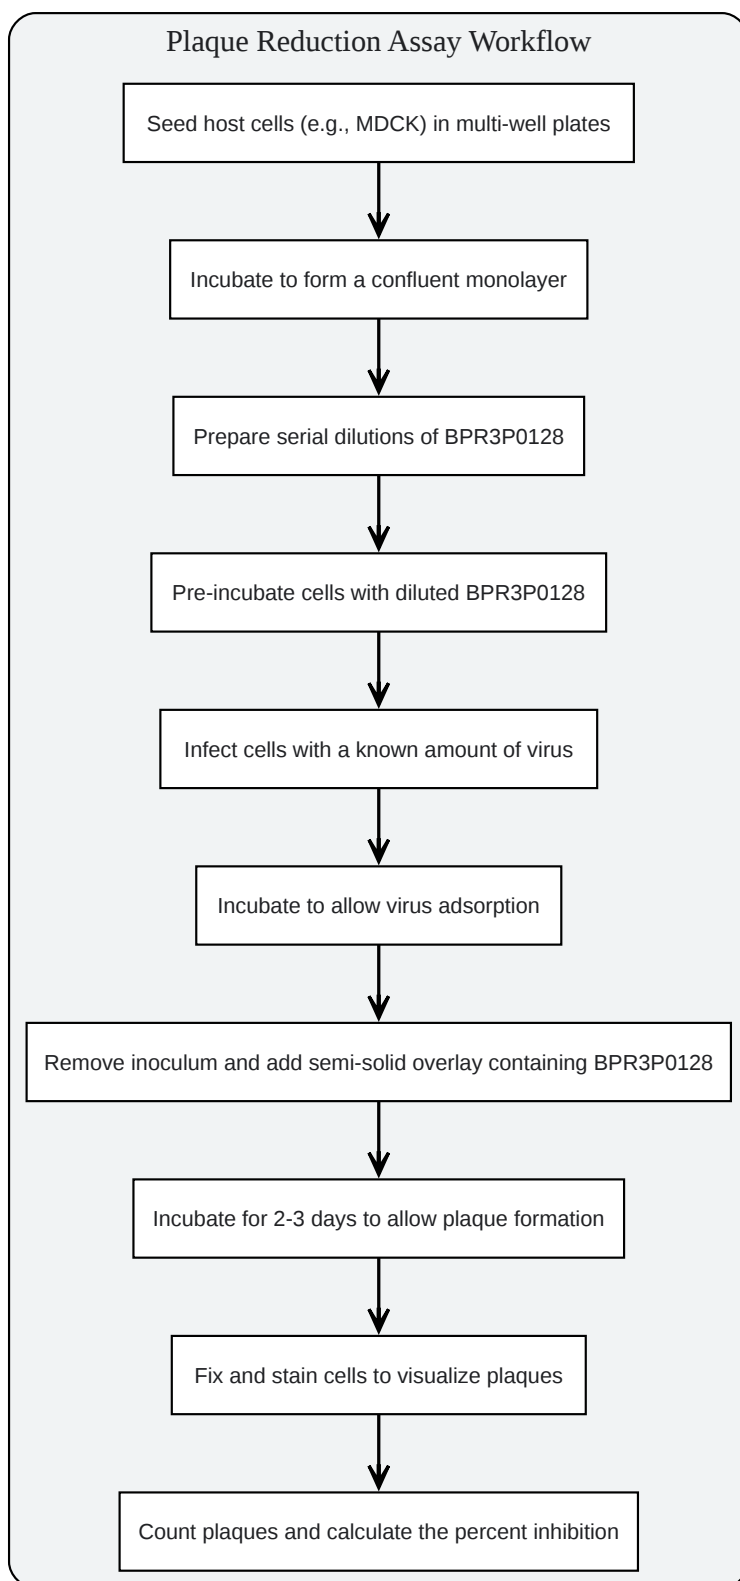 Plaque Reduction Assay Workflow
Seed host cells (e.g., MDCK) in multi-well plates
Incubate to form a confluent monolayer
Prepare serial dilutions of BPR3P0128
Pre-incubate cells with diluted BPR3P0128
Infect cells with a known amount of virus
Incubate to allow virus adsorption
Remove inoculum and add semi-solid overlay containing BPR3P0128
Incubate for 2-3 days to allow plaque formation
Fix and stain cells to visualize plaques
Count plaques and calculate the percent inhibition